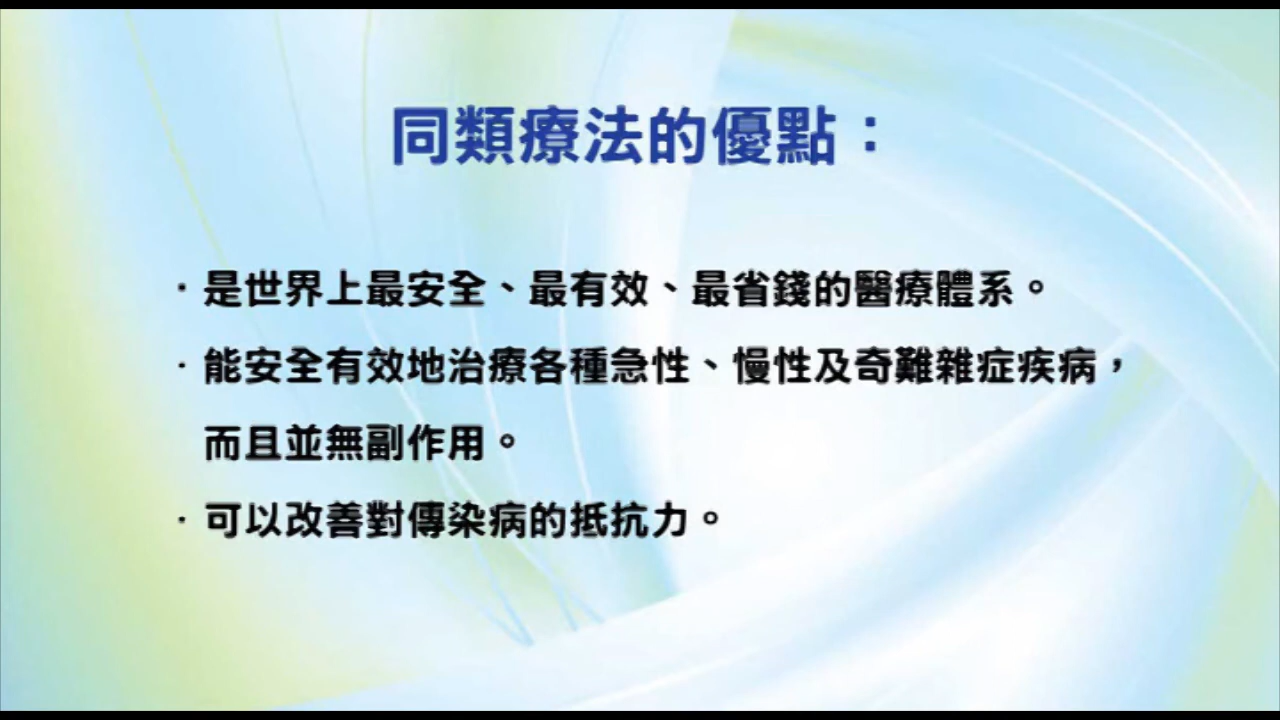 同類療法的優點：
·是世界上最安全、最有效、最省錢的醫療體系。
·能安全有效地治療各種急性、慢性及奇難雜症疾病，
而且並無副作用。
·可以改善對傳染病的抵抗力。